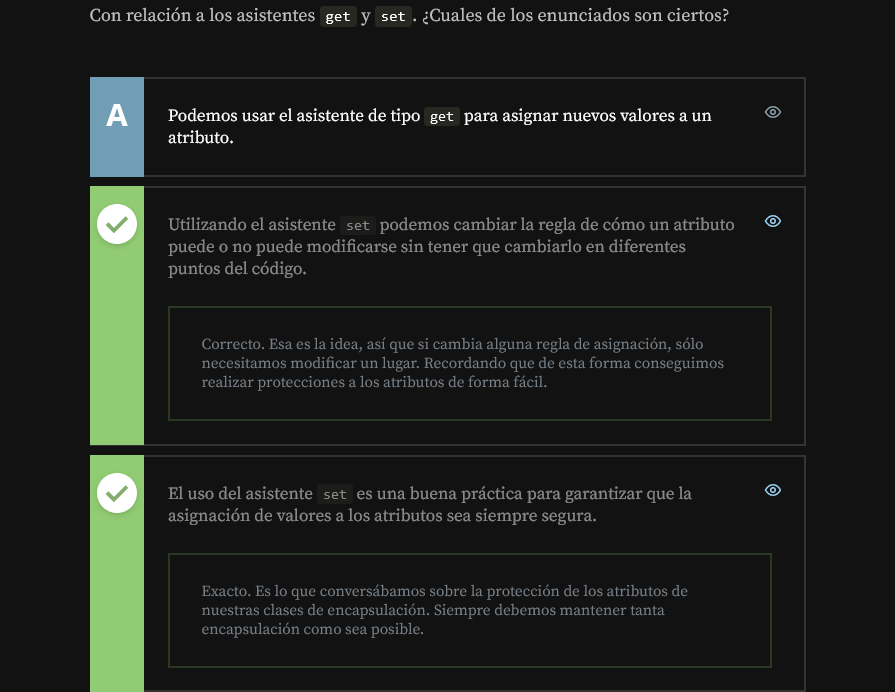 Con relación a los asistentes get y set. ¿Cuales de los enunciados son ciertos?
A
Podemos usar el asistente de tipo get para asignar nuevos valores a un
atributo.
Utilizando el asistente set podemos cambiar la regla de cómo un atributo
puede o no puede modificarse sin tener que cambiarlo en diferentes
puntos del código.
Correcto. Esa es la idea, así que si cambia alguna regla de asignación, sólo
necesitamos modificar un lugar. Recordando que de esta forma conseguimos
realizar protecciones a los atributos de forma fácil.
El uso del asistente set es una buena práctica para garantizar que la
asignación de valores a los atributos sea siempre segura.
Exacto. Es lo que conversábamos sobre la protección de los atributos de
nuestras clases de encapsulación. Siempre debemos mantener tanta
encapsulación como sea posible.